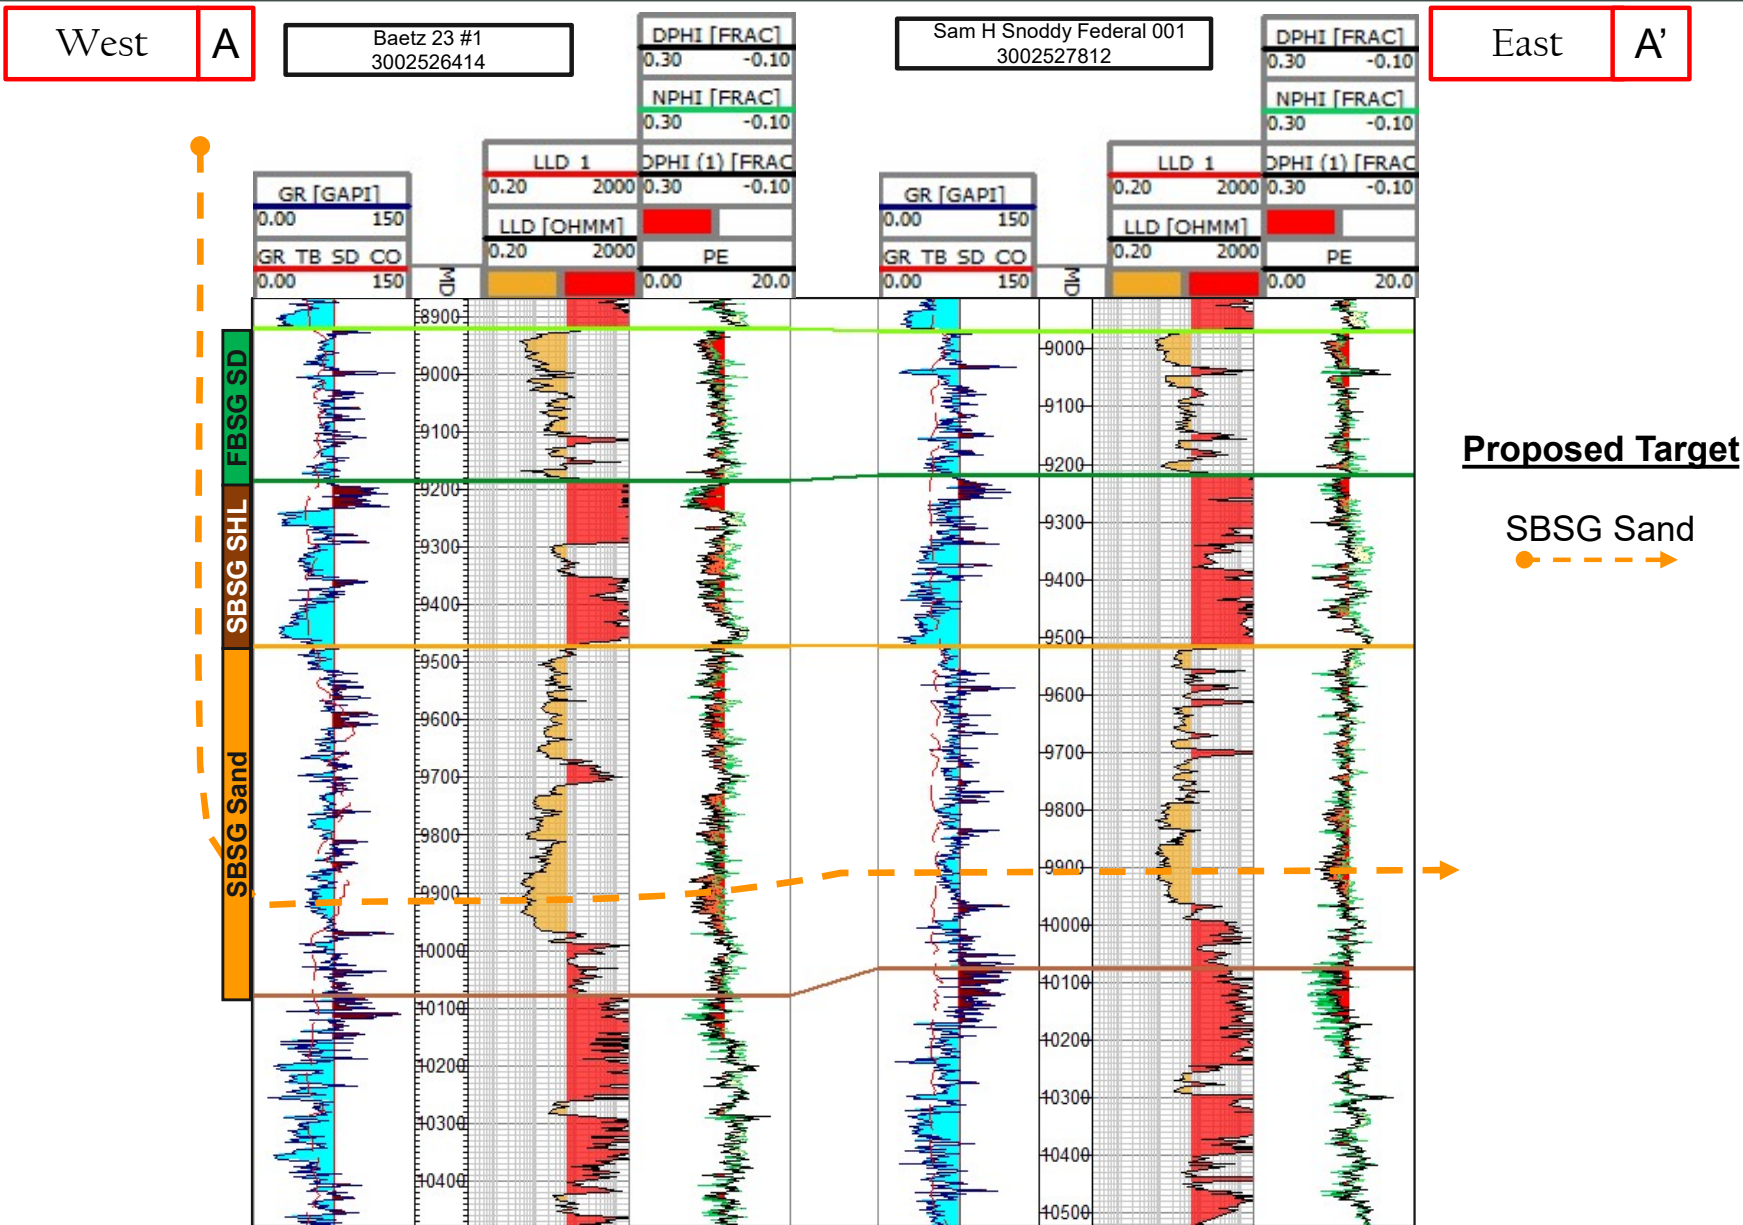 West
A
Baetz 23 #1
3002526414
DPHI [FRAC]
0.30 -0.10
NPHI [FRAC]
0.30 -0.10
DPHI (1) [FRAC
0.30 -0.10
LLD 1
0.20 2000
LLD [OHMM]
0.20 2000
PE
0.00 20.0
GR [GAPI]
0.00 150
GR TB SD CO
0.00 150
MD
Sam H Snoddy Federal 001
3002527812
DPHI [FRAC]
0.30 -0.10
NPHI [FRAC]
0.30 -0.10
DPHI (1) [FRAC
0.30 -0.10
LLD 1
0.20 2000
LLD [OHMM]
0.20 2000
PE
0.00 20.0
GR [GAPI]
0.00 150
GR TB SD CO
0.00 150
MD
East
A’
FBSG SD
SBSG SHL
SBSG Sand
8900
9000
9100
9200
9300
9400
9500
9600
9700
9800
9900
10000
10100
10200
10300
10400
9000
9100
9200
9300
9400
9500
9600
9700
9800
9900
10000
10100
10200
10300
10400
10500
Proposed Target
SBSG Sand